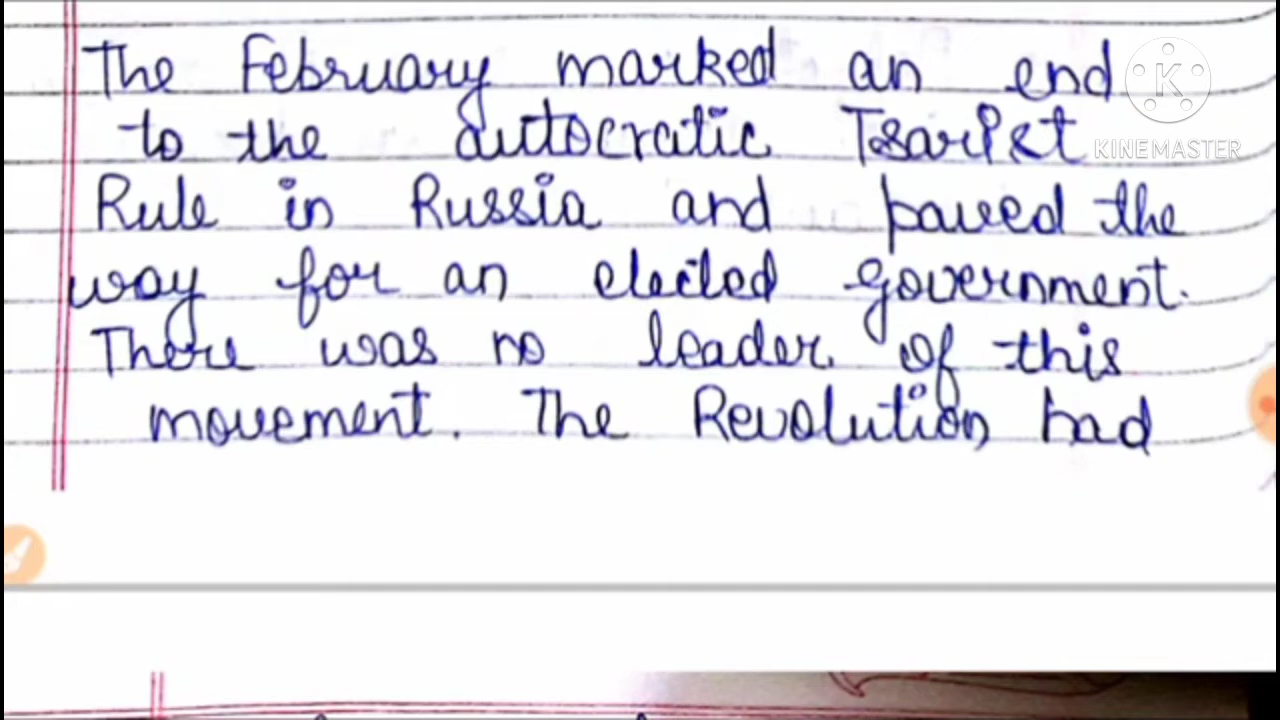 The February marked an end
to the autocratic Tsarist
Rule in Russia and paved the
way for an elected government.
There was no leader of this
movement. The Revolution had
K
KINEMASTER